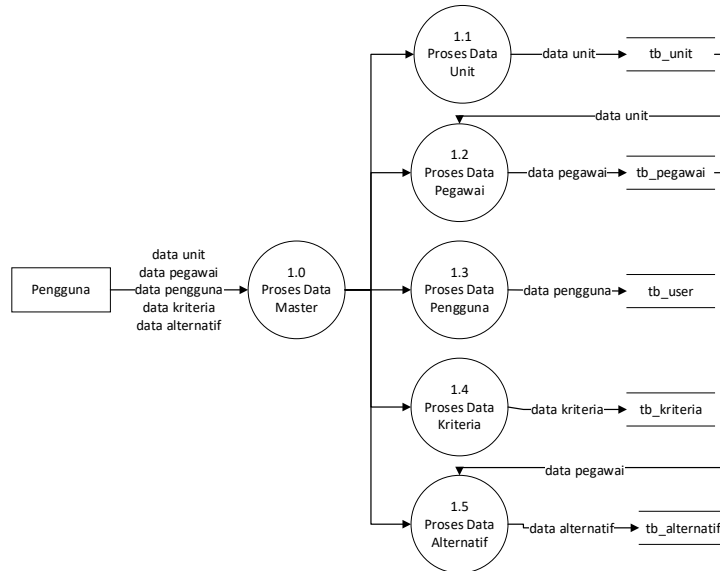 1.1
Proses Data
Unit
data unit
tb_unit
data unit
1.2
Proses Data
Pegawai
data pegawai
tb_pegawai
Pengguna
data unit
data pegawai
data pengguna
data kriteria
data alternatif
1.0
Proses Data
Master
1.3
Proses Data
Pengguna
data pengguna
tb_user
1.4
Proses Data
Kriteria
data kriteria
tb_kriteria
data pegawai
1.5
Proses Data
Alternatif
data alternatif
tb_alternatif